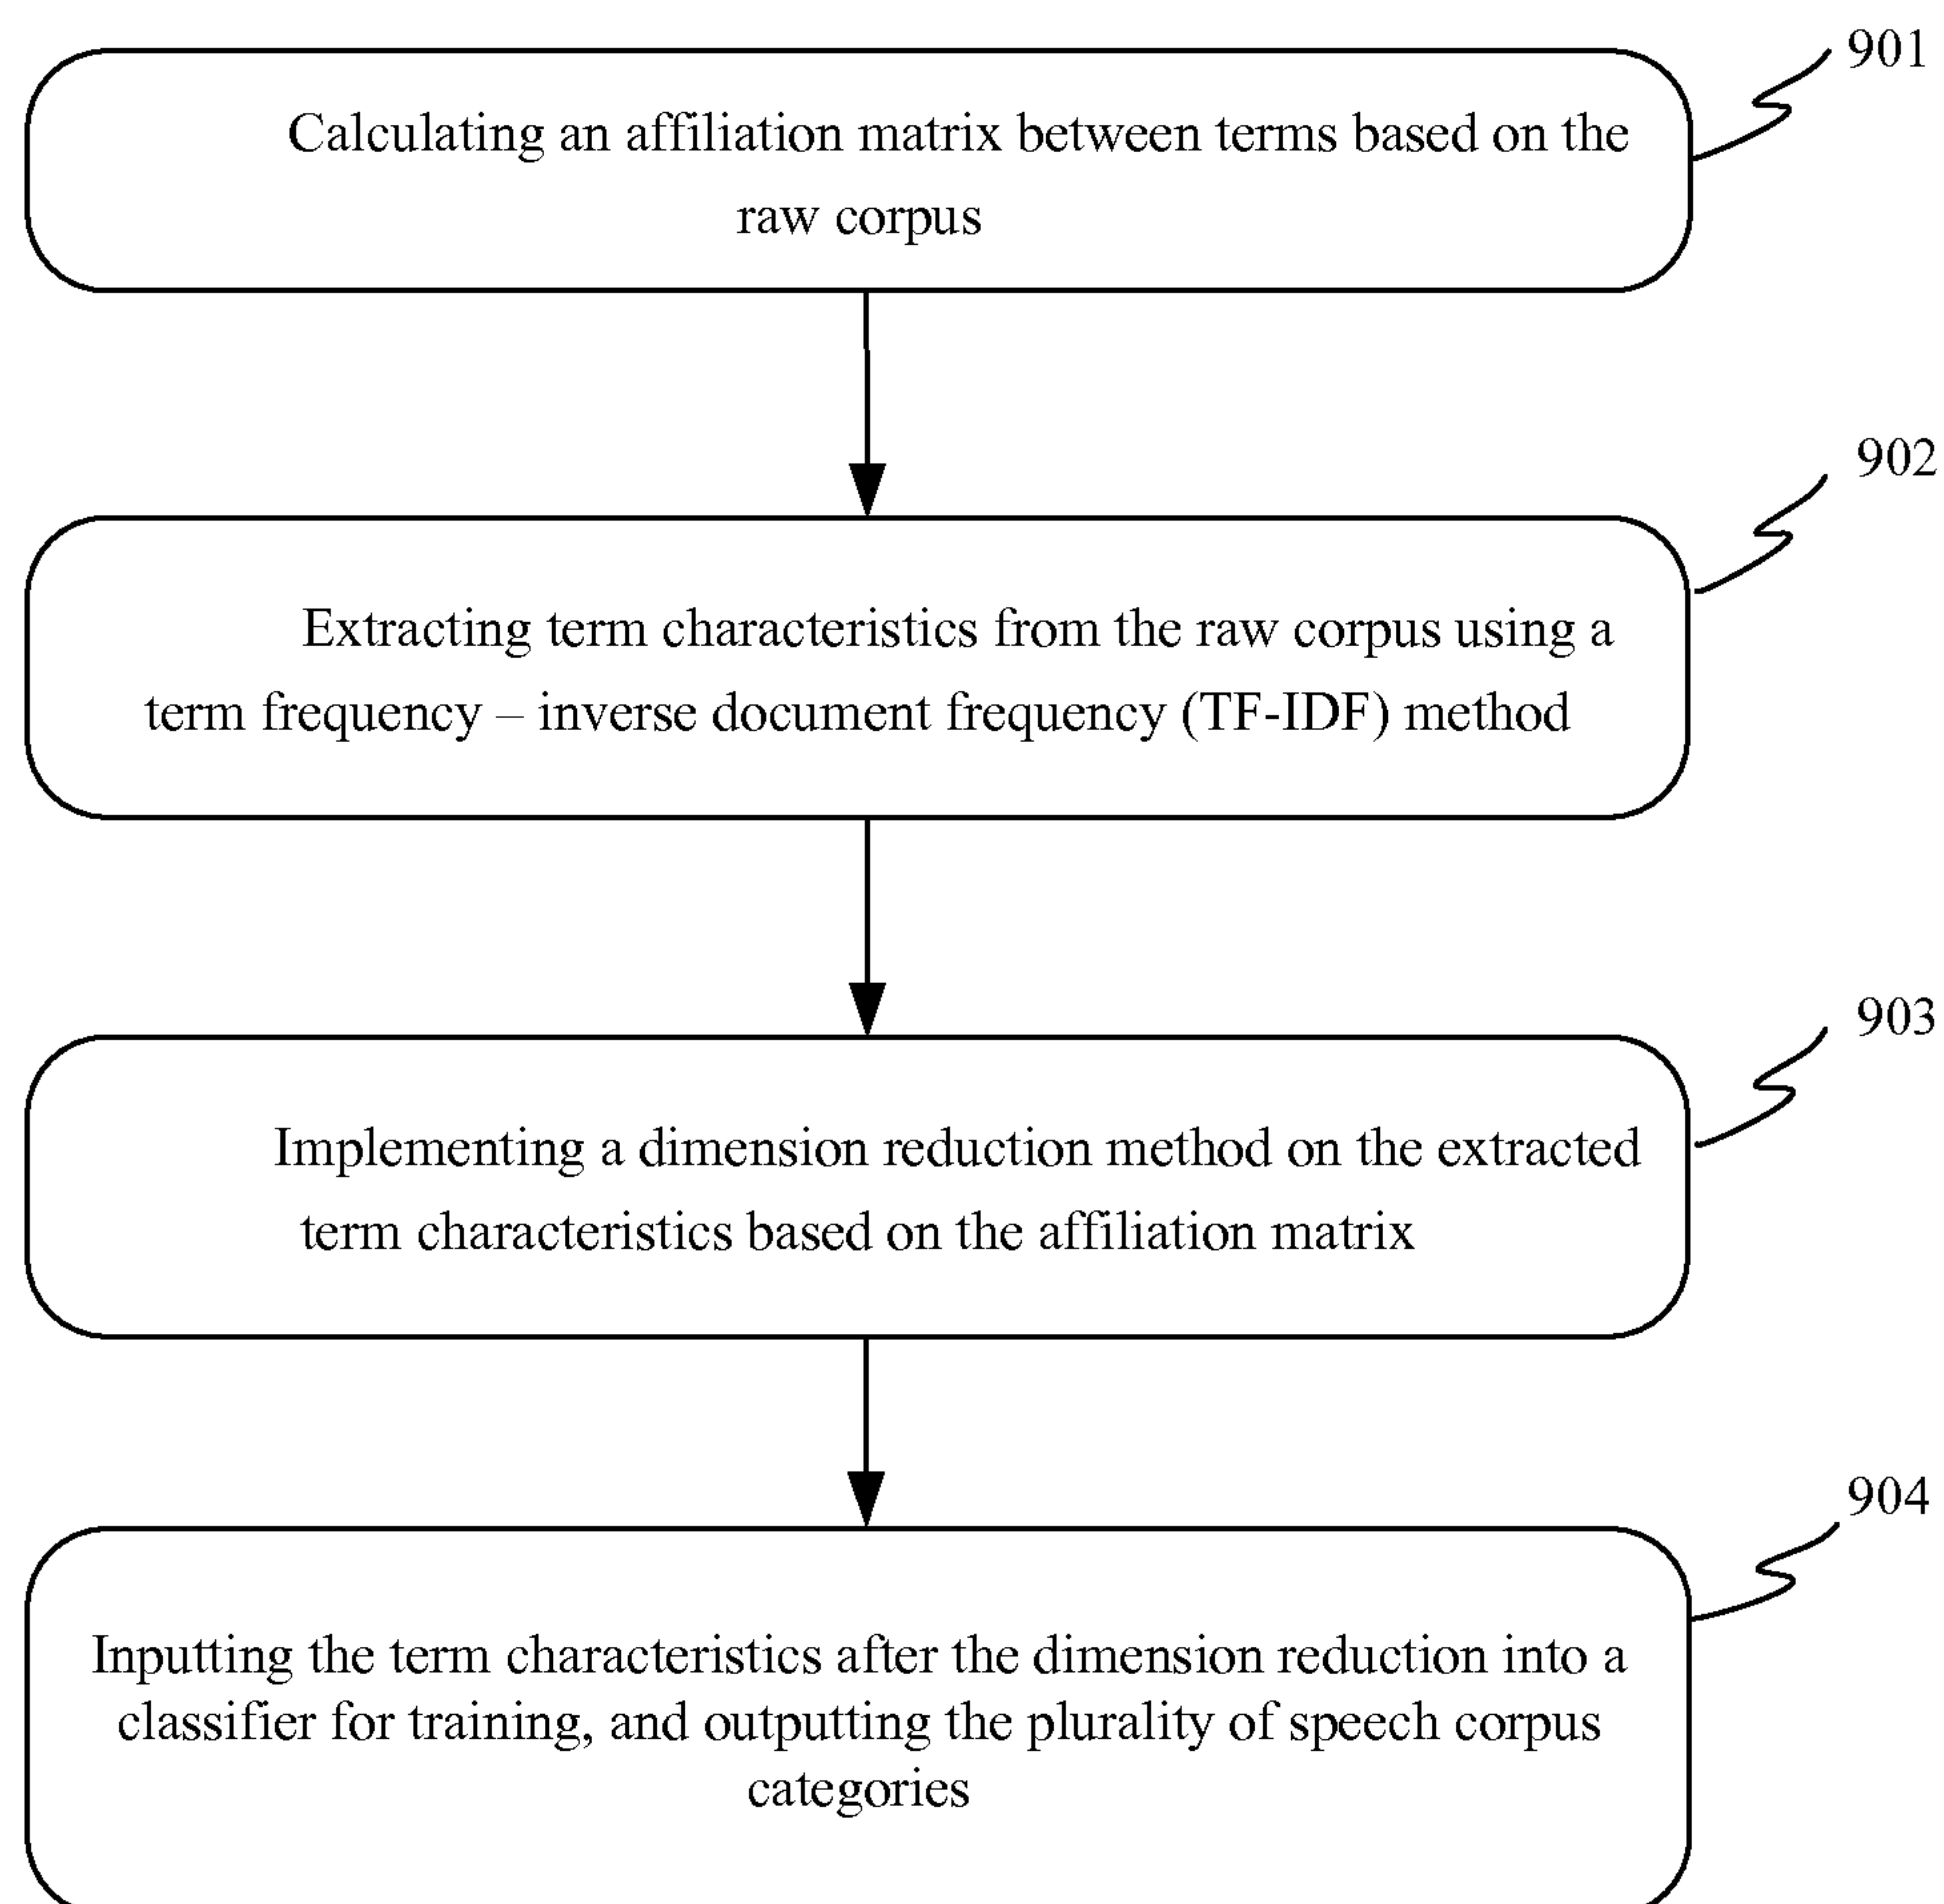 901
Calculating an affiliation matrix between terms based on the
raw corpus
902
Extracting term characteristics from the raw corpus using a
term frequency – inverse document frequency (TF-IDF) method
903
Implementing a dimension reduction method on the extracted
term characteristics based on the affiliation matrix
904
Inputting the term characteristics after the dimension reduction into a
classifier for training, and outputting the plurality of speech corpus
categories